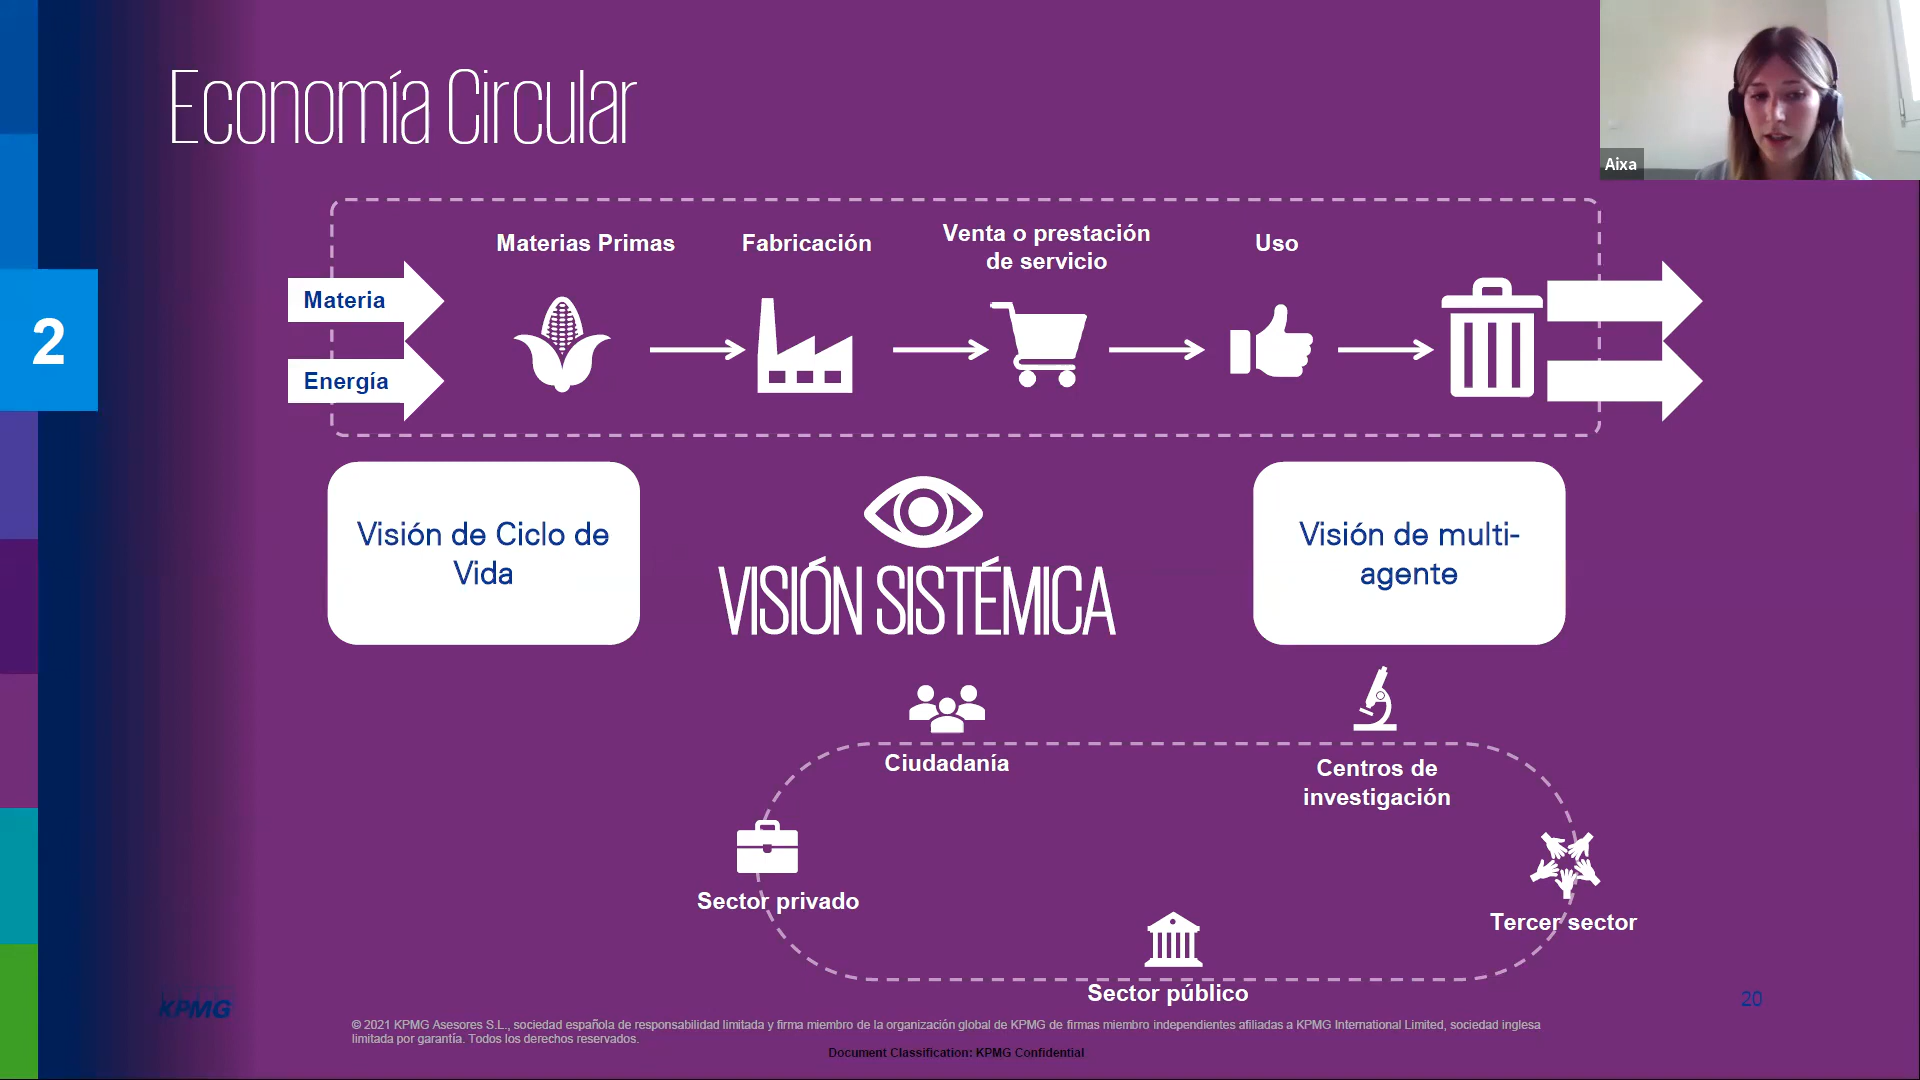 Economía Circular
Aixa
Materias Primas
Fabricación
Venta o prestación
de servicio
Uso
Materia
Energía
2
Visión de Ciclo de
Vida
VISIÓN SISTÉMICA
Visión de multi-
agente
Ciudadanía
Centros de
investigación
Sector privado
Tercer sector
Sector público
KPMG
20
© 2021 KPMG Asesores S.L., sociedad española de responsabilidad limitada y firma miembro de la organización global de KPMG de firmas miembro independientes afiliadas a KPMG International Limited, sociedad inglesa
limitada por garantía. Todos los derechos reservados.
Document Classification: KPMG Confidential